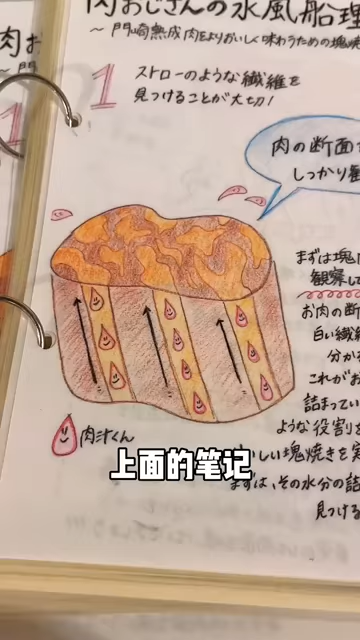 肉おじさんの水風船理
~門崎熟成肉をよりおいしく味わうための塊焼
1 ストローのような繊維を
見つけることが大切!
肉の断面
しっかり
まずは塊
観察し
お肉の断
白い繊維
分か
これがお
詰まってい
ような役割を
しい塊焼きを実
まずは、その水分の詰
見つける
肉汁くん
上面的笔记
肉お
~門
1